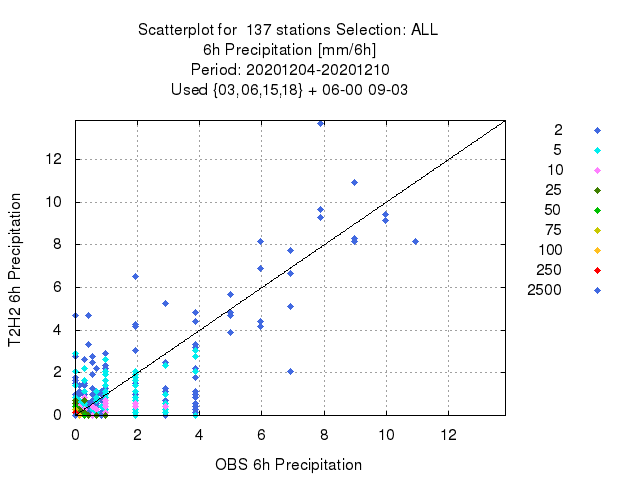 Scatterplot for  137 stations Selection: ALL
6h Precipitation [mm/6h]
Period: 20201204-20201210
Used {03,06,15,18} + 06-00 09-03
T2H2 6h Precipitation
12
10
8
6
4
2
0
0 2 4 6 8 10 12
OBS 6h Precipitation
2
5
10
25
50
75
100
250
2500